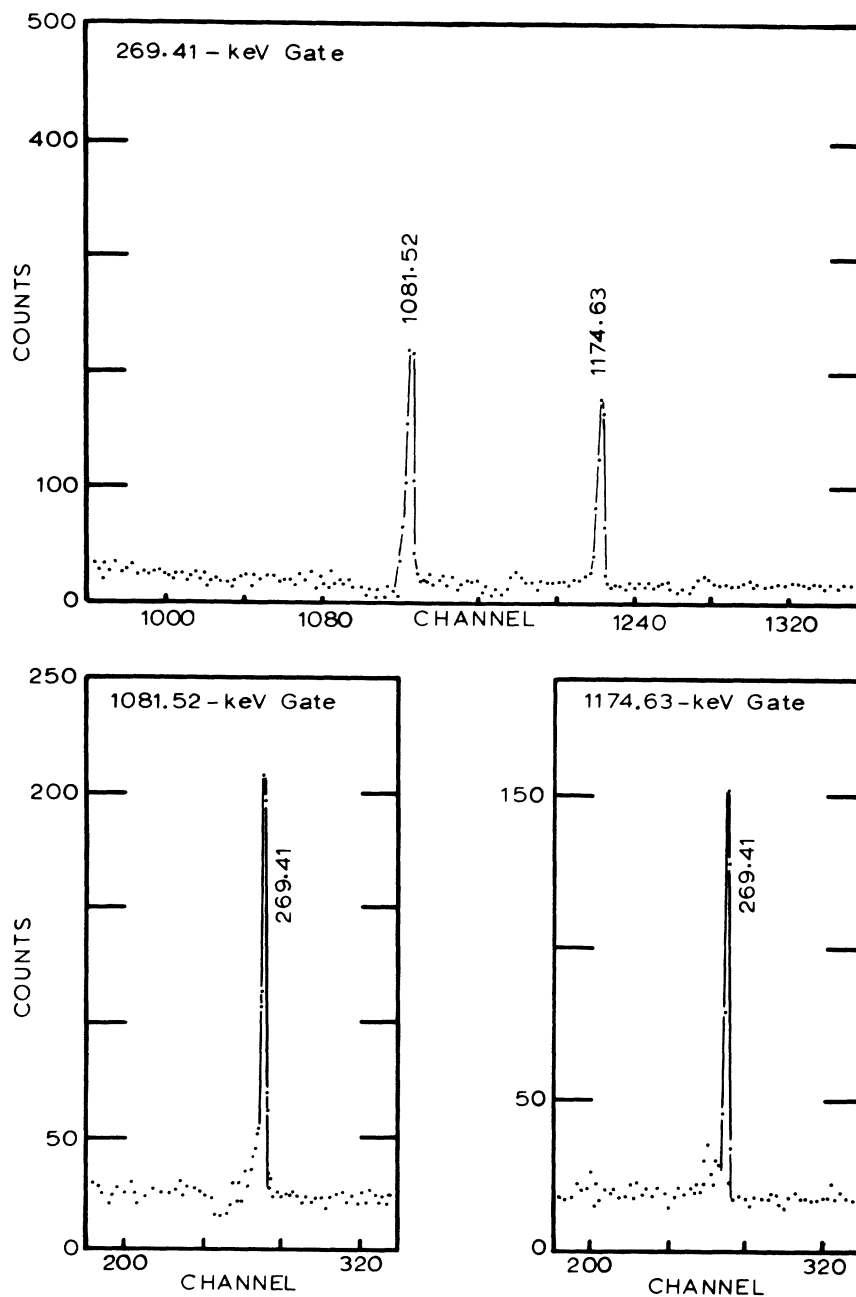 500
269.41-keV Gate
400
COUNTS
1081.52
1174.63
100
0
1000
1080
CHANNEL
1240
1320
250
1081.52-keV Gate
200
COUNTS
269.41
50
0
200
320
CHANNEL
1174.63-keV Gate
150
269.41
50
0
200
320
CHANNEL